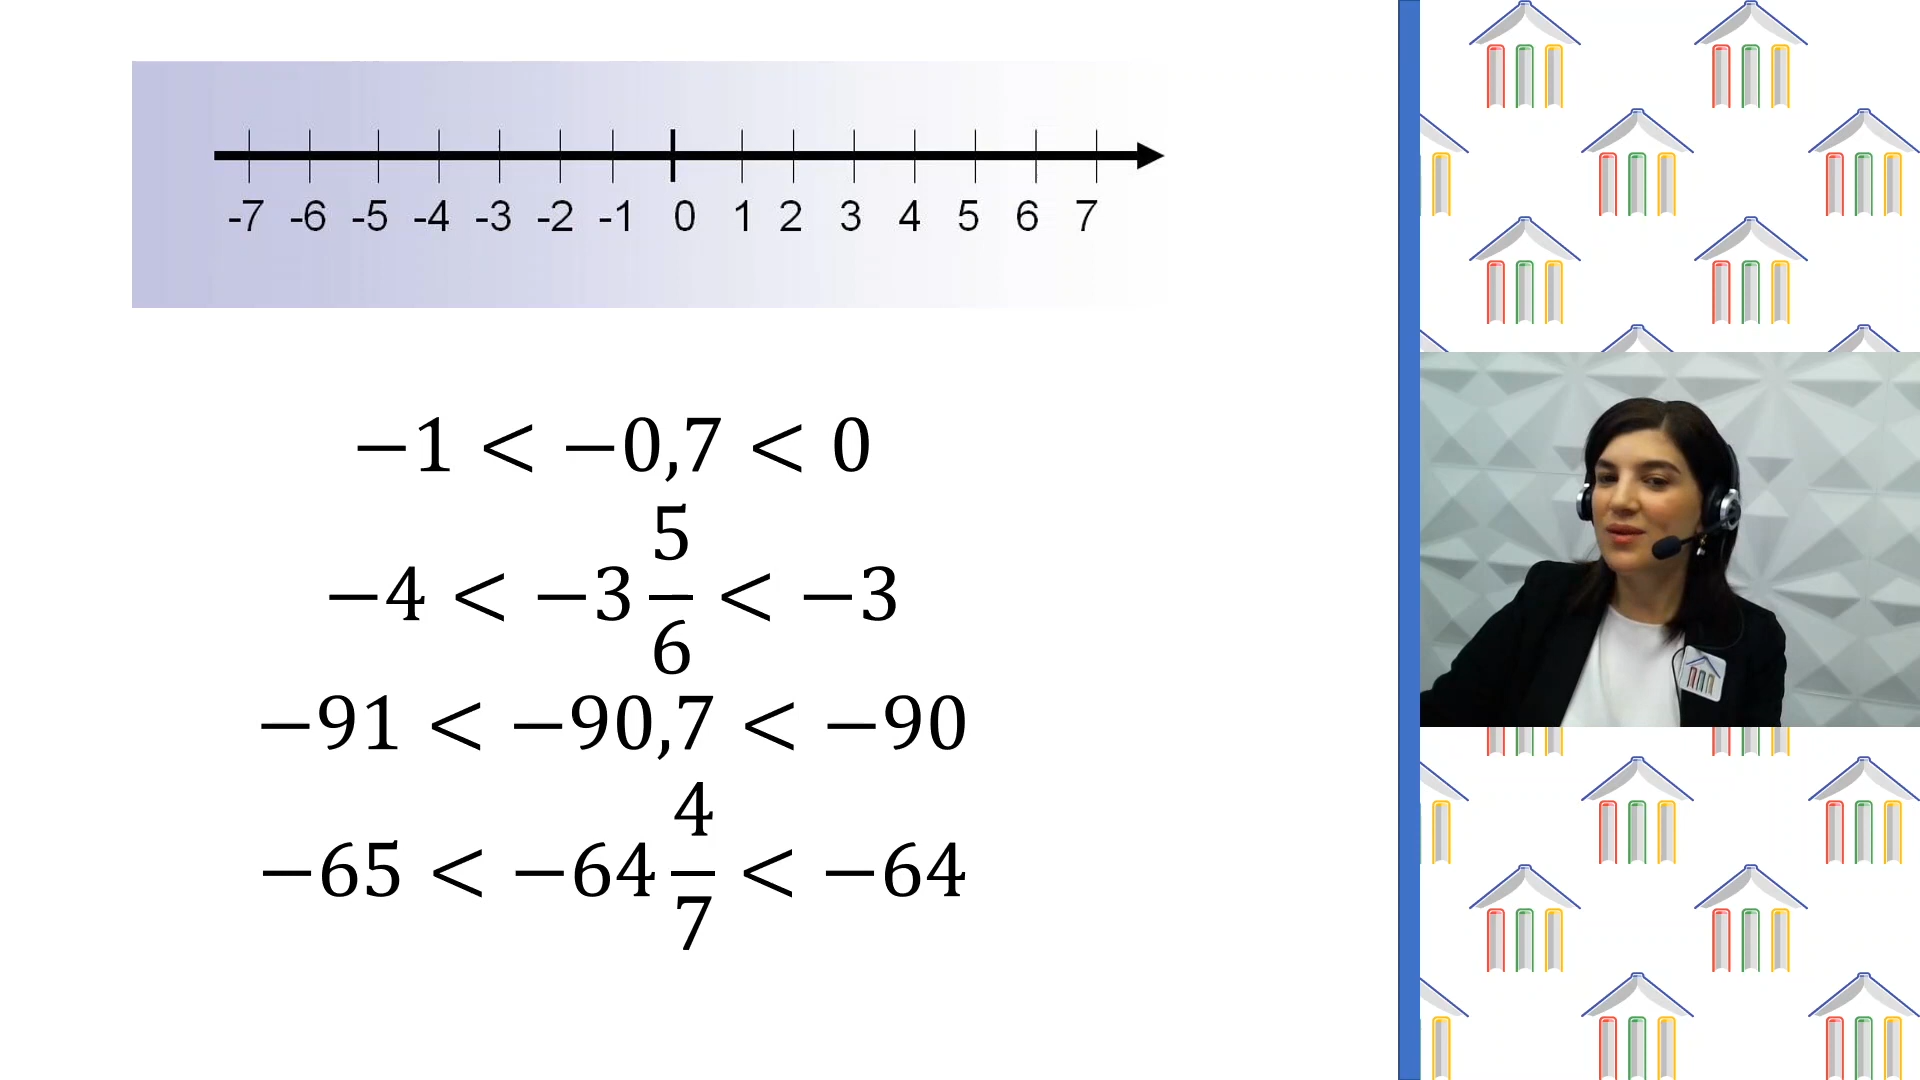 -7 -6 -5 -4 -3 -2 -1 0 1 2 3 4 5 6 7
−1 < −0,7 < 0
−4 < −3 5/6 < −3
−91 < −90,7 < −90
−65 < −64 4/7 < −64